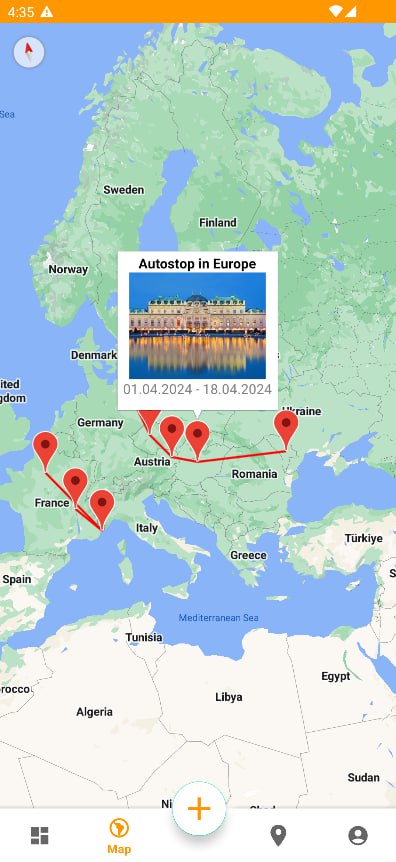 4:35
Sea
Sweden
Finland
Norway
Autostop in Europe
01.04.2024 - 18.04.2024
Denmark
s
ited
gdom
Germany
Ukraine
Austria
Romania
France
Italy
Türkiye
Greece
Spain
S
Mediterranean Sea
Tunisia
rocco
Egypt
Algeria
Libya
Sudan
Ni
Chad
Map